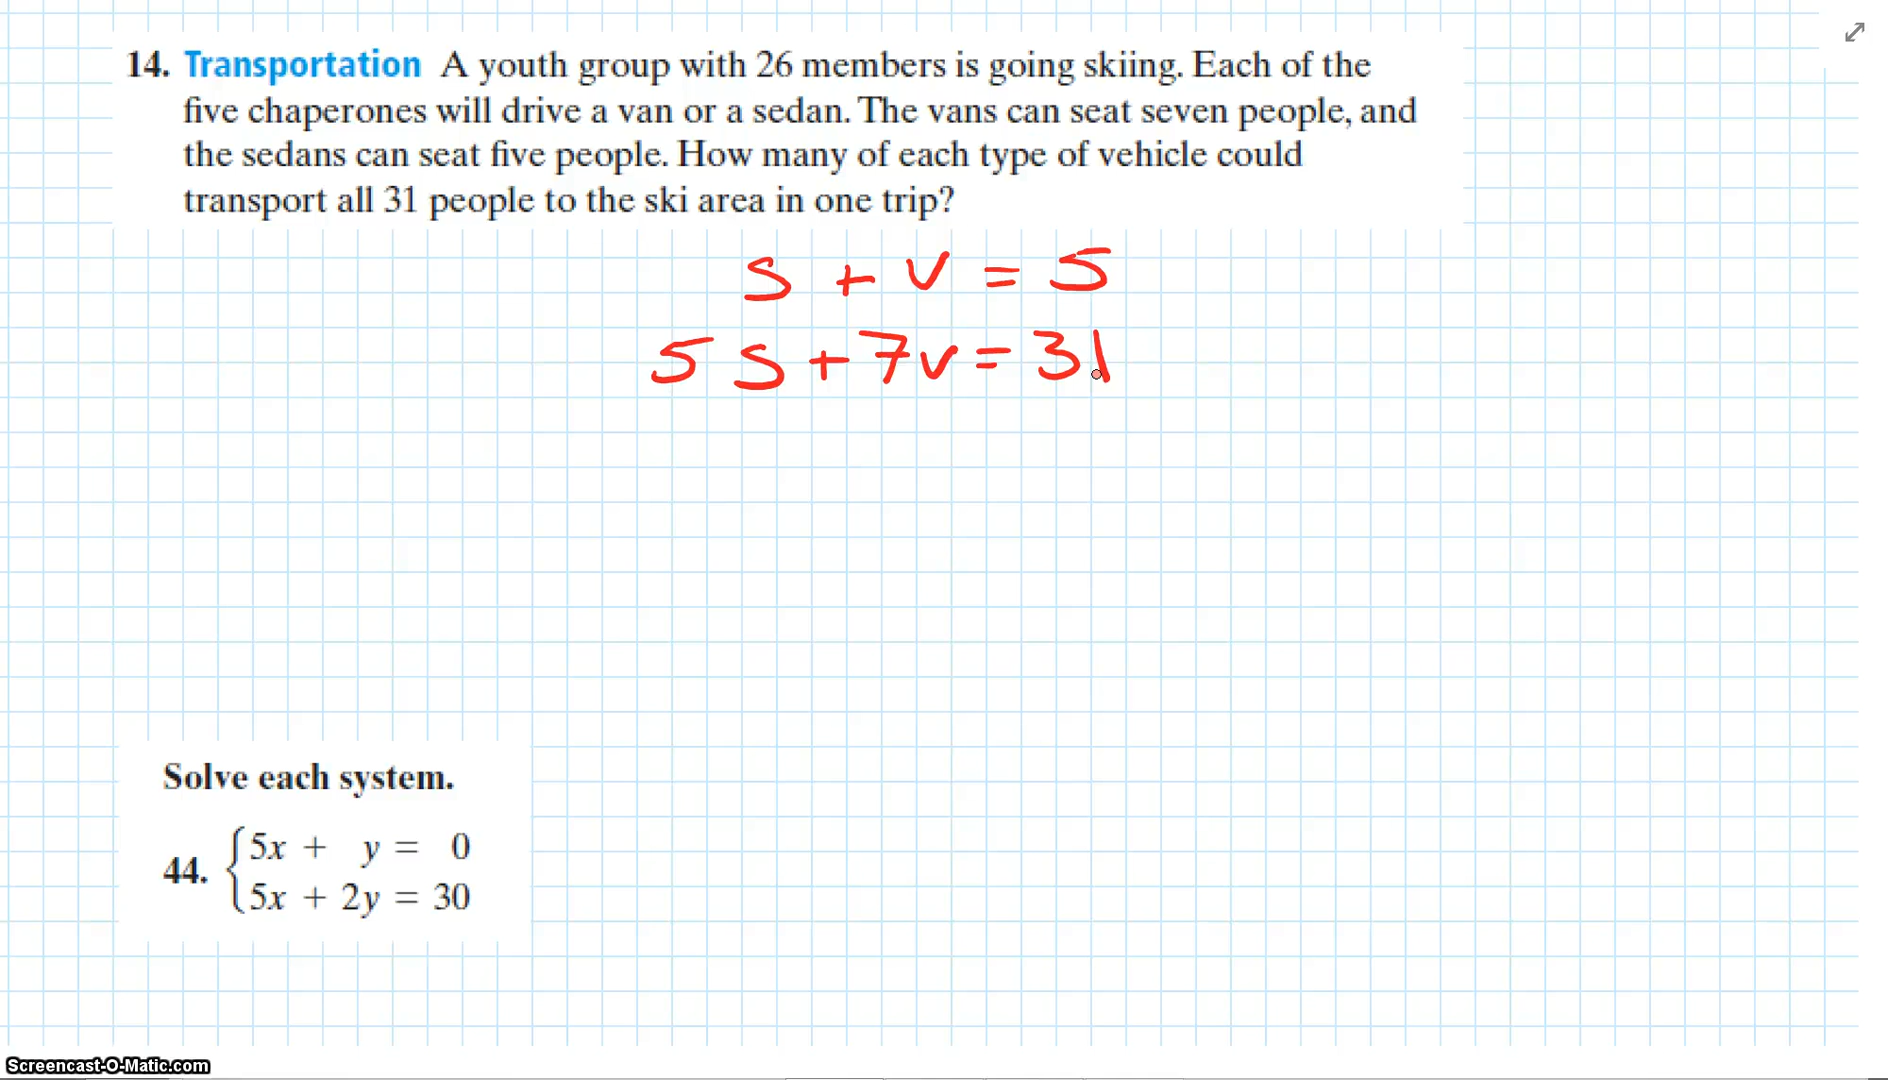 14. Transportation A youth group with 26 members is going skiing. Each of the
five chaperones will drive a van or a sedan. The vans can seat seven people, and
the sedans can seat five people. How many of each type of vehicle could
transport all 31 people to the ski area in one trip?
s + v = 5
5 s + 7v = 31
Solve each system.
44. { 5x + y = 0
5x + 2y = 30
Screencast-O-Matic.com